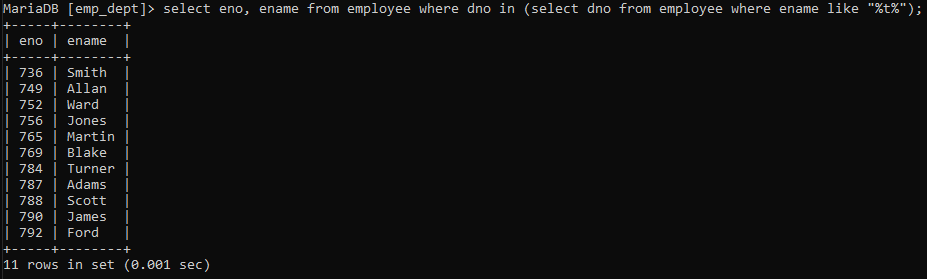 MariaDB [emp_dept]> select eno, ename from employee where dno in (select dno from employee where ename like "%t%");
+-----+--------+
| eno | ename  |
+-----+--------+
| 736 | Smith  |
| 749 | Allan  |
| 752 | Ward   |
| 756 | Jones  |
| 765 | Martin |
| 769 | Blake  |
| 784 | Turner |
| 787 | Adams  |
| 788 | Scott  |
| 790 | James  |
| 792 | Ford   |
+-----+--------+
11 rows in set (0.001 sec)